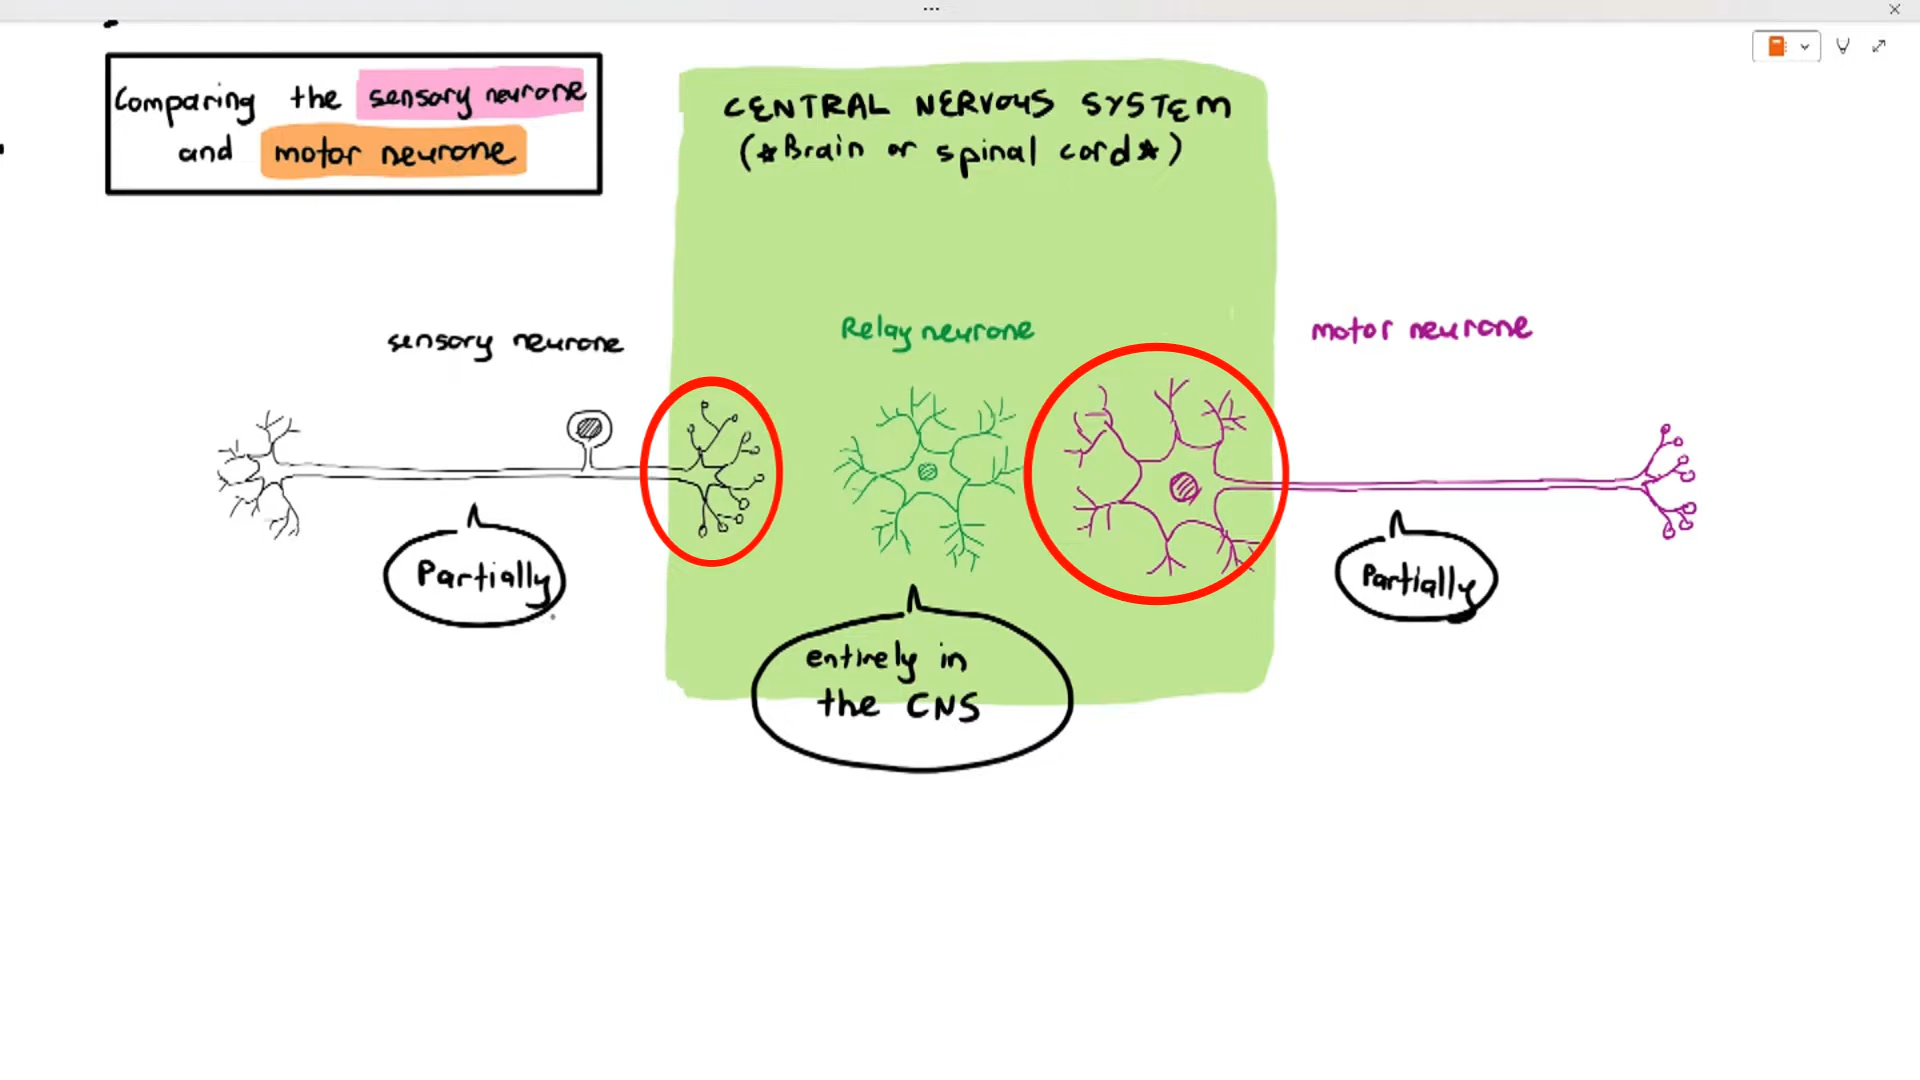 Comparing the sensory neurone
and motor neurone
CENTRAL NERVOUS SYSTEM
(*Brain or spinal cord*)
sensory neurone
Relay neurone
motor neurone
Partially
entirely in
the CNS
Partially